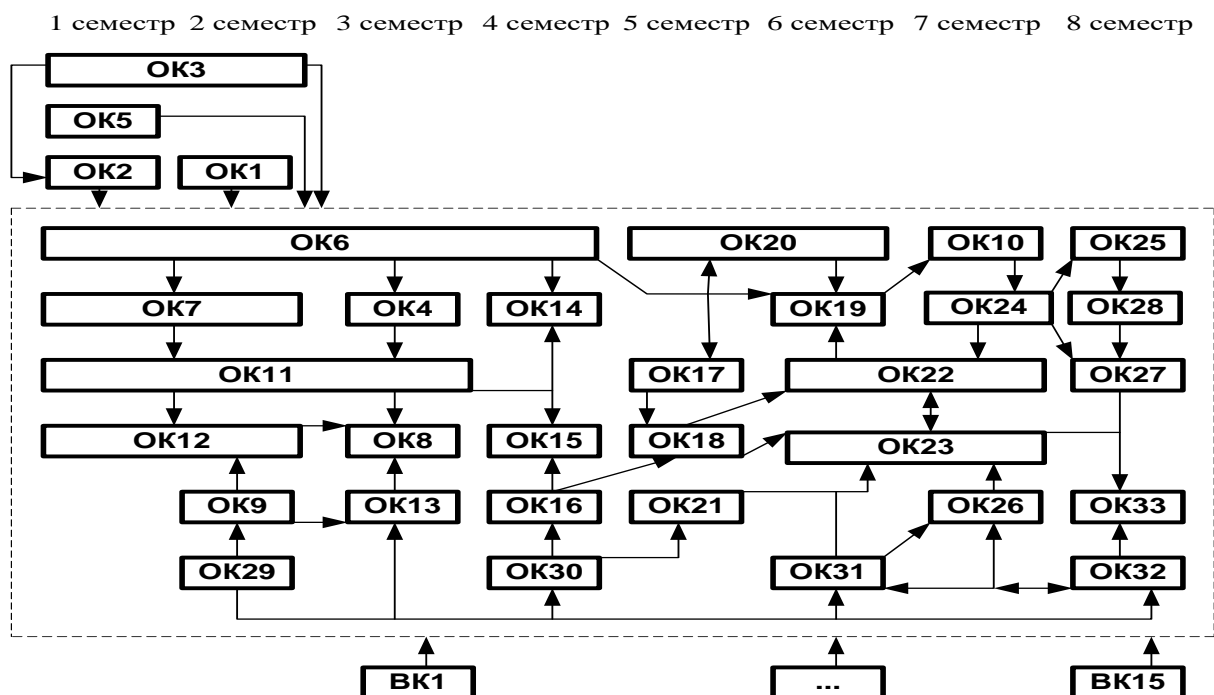 1 семестр 2 семестр 3 семестр 4 семестр 5 семестр 6 семестр 7 семестр 8 семестр
ОК3
ОК5
ОК2 ОК1
ОК6 ОК20 ОК10 ОК25
ОК7 ОК4 ОК14 ОК19 ОК24 ОК28
ОК11 ОК17 ОК22 ОК27
ОК12 ОК8 ОК15 ОК18 ОК23
ОК9 ОК13 ОК16 ОК21 ОК26 ОК33
ОК29 ОК30 ОК31 ОК32
ВК1 ... ВК15